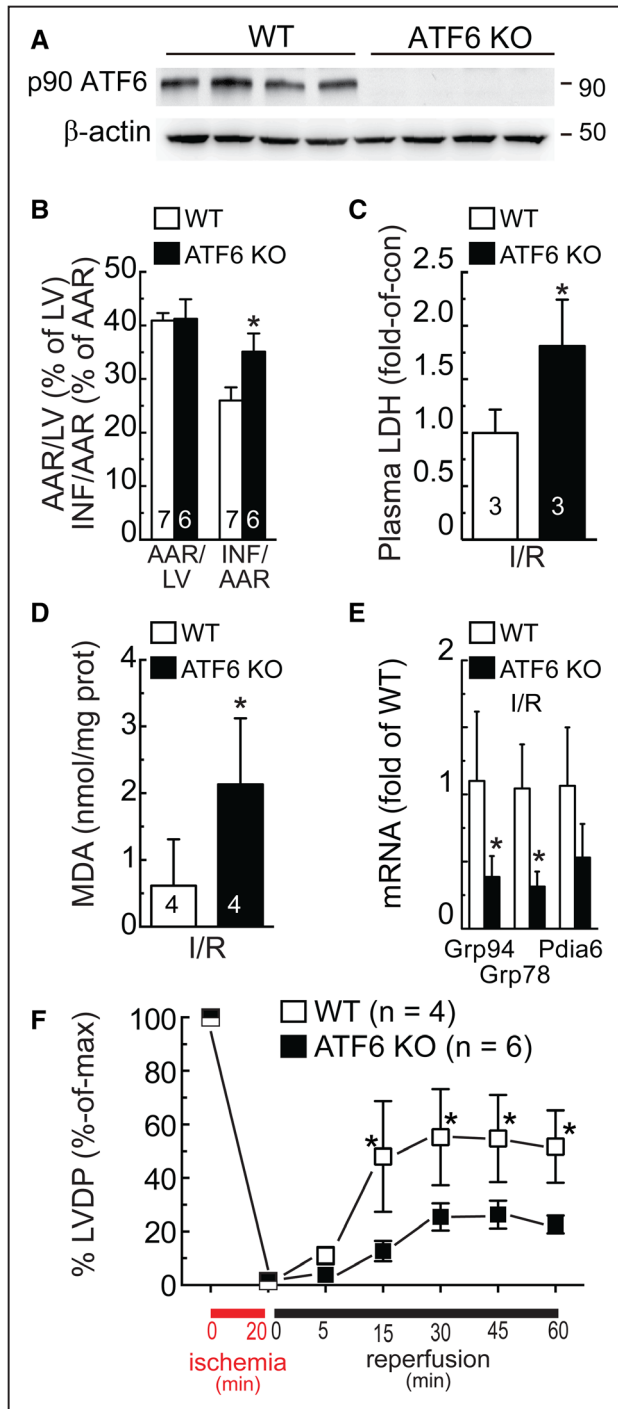 A
WT
ATF6 KO
p90 ATF6
- 90
β-actin
- 50
B
WT
ATF6 KO
AAR/LV (% of LV)
INF/AAR (% of AAR)
50
40
30
20
10
0
*
7 6 7 6
AAR/
LV
INF/
AAR
C
WT
ATF6 KO
Plasma LDH (fold-of-con)
2.5
2.0
1.5
1.0
0.5
0
*
3 3
I/R
D
WT
ATF6 KO
MDA (nmol/mg prot)
4
3
2
1
0
*
4 4
I/R
E
WT
ATF6 KO
I/R
mRNA (fold of WT)
2
1
0
* *
Grp94 Pdia6
Grp78
F
WT (n = 4)
ATF6 KO (n = 6)
% LVDP (%-of-max)
100
80
60
40
20
0
* * * *
0 20 0 5 15 30 45 60
ischemia reperfusion
(min) (min)